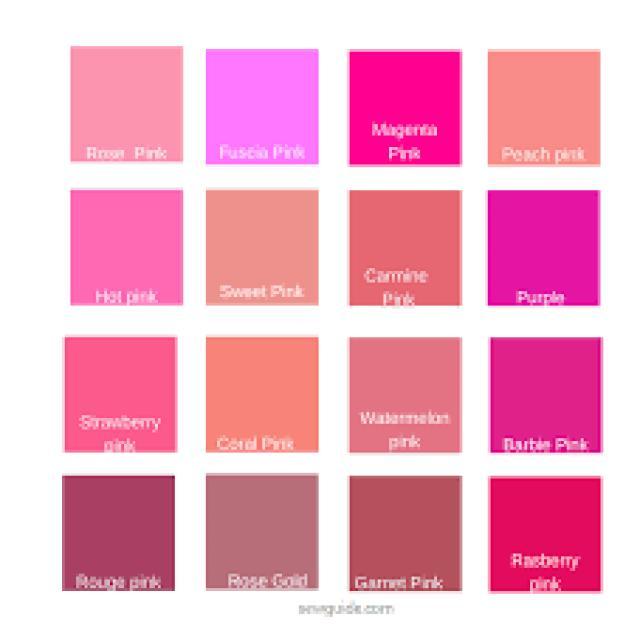 Rose Pink
Fuscia Pink
Magenta
Pink
Peach pink
Hot pink
Sweet Pink
Carmine
Pink
Purple
Strawberry
pink
Coral Pink
Watermelon
pink
Barbie Pink
Rouge pink
Rose Gold
Garnet Pink
Rasberry
pink
sewguide.com